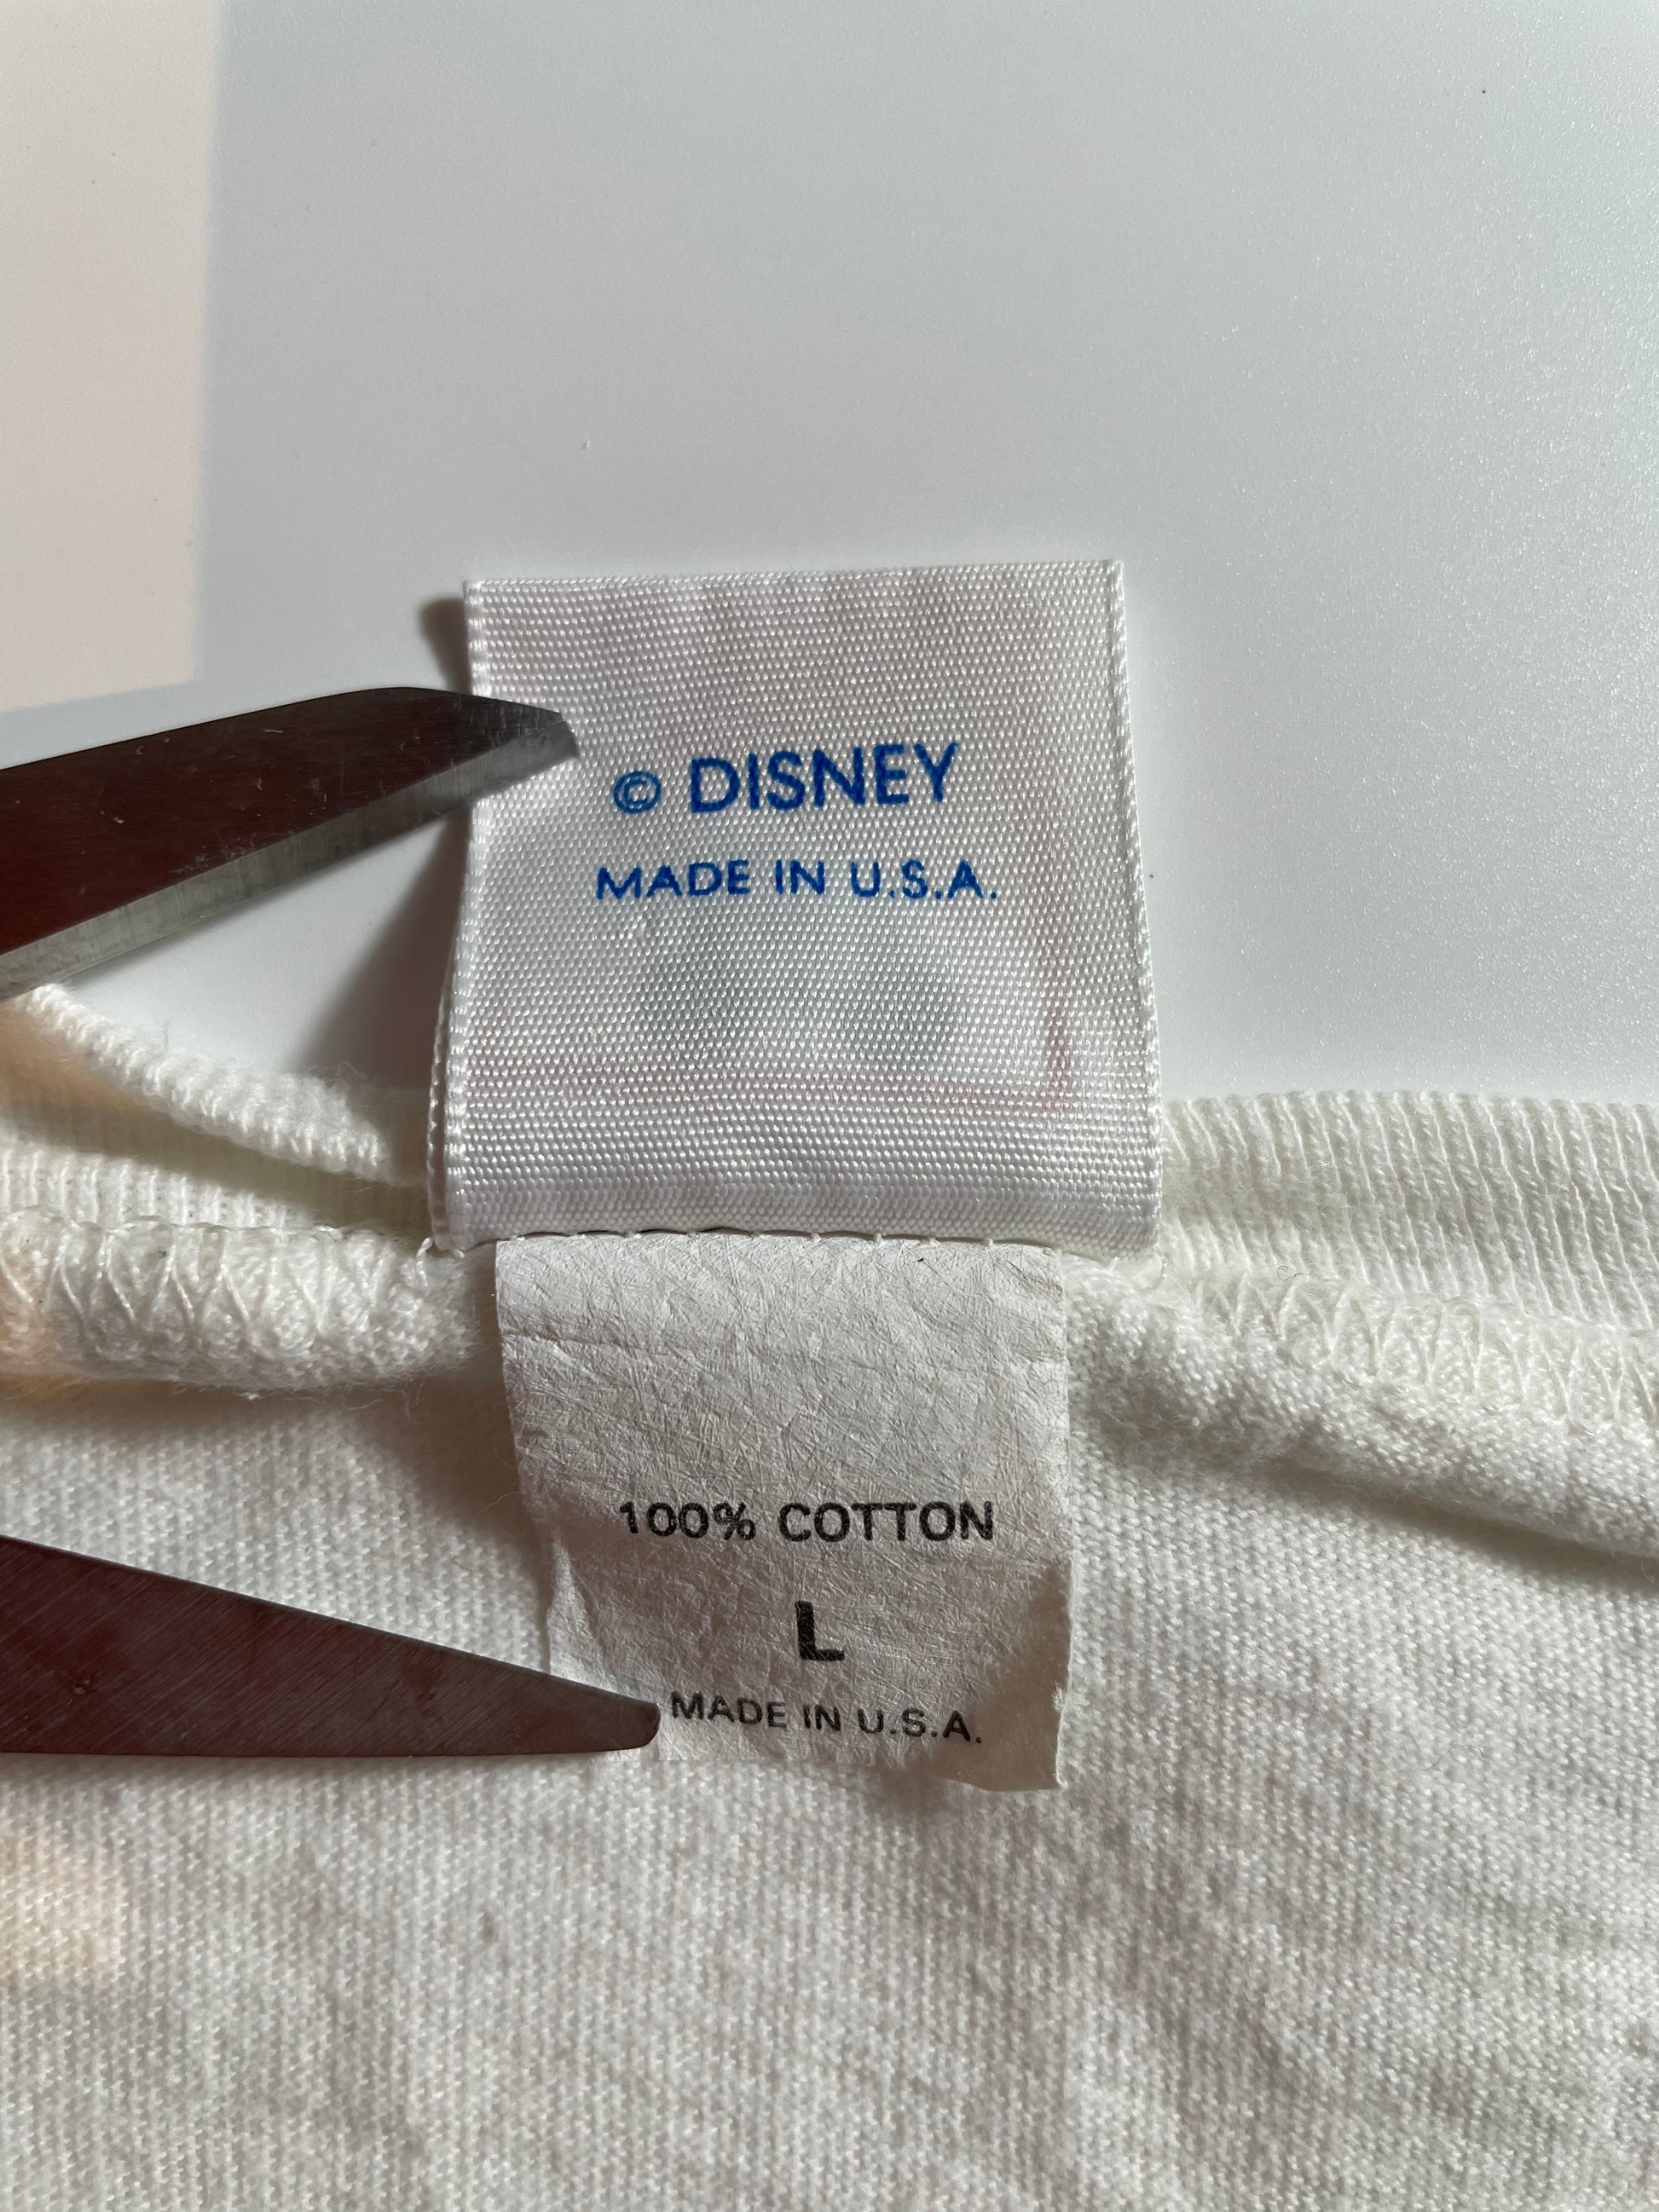 © DISNEY
MADE IN U.S.A.
100% COTTON
L
MADE IN U.S.A.